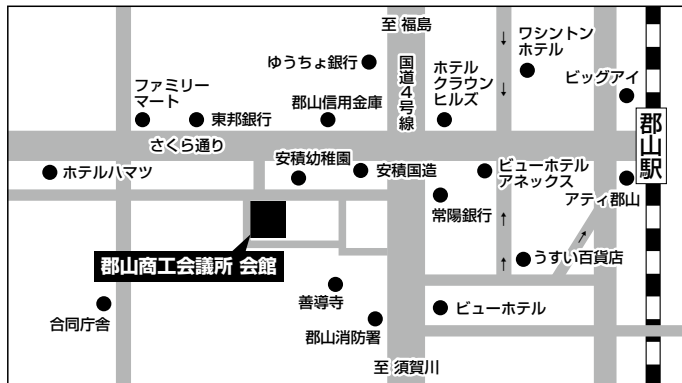 至 福島
ゆうちょ銀行
国道4号線
ホテル
クラウン
ヒルズ
ワシントン
ホテル
ビッグアイ
ファミリー
マート
東邦銀行
郡山信用金庫
さくら通り
郡山駅
ホテルハマツ
安積幼稚園
安積国造
ビューホテル
アネックス
アティ郡山
常陽銀行
郡山商工会議所 会館
うすい百貨店
善導寺
ビューホテル
合同庁舎
郡山消防署
至 須賀川